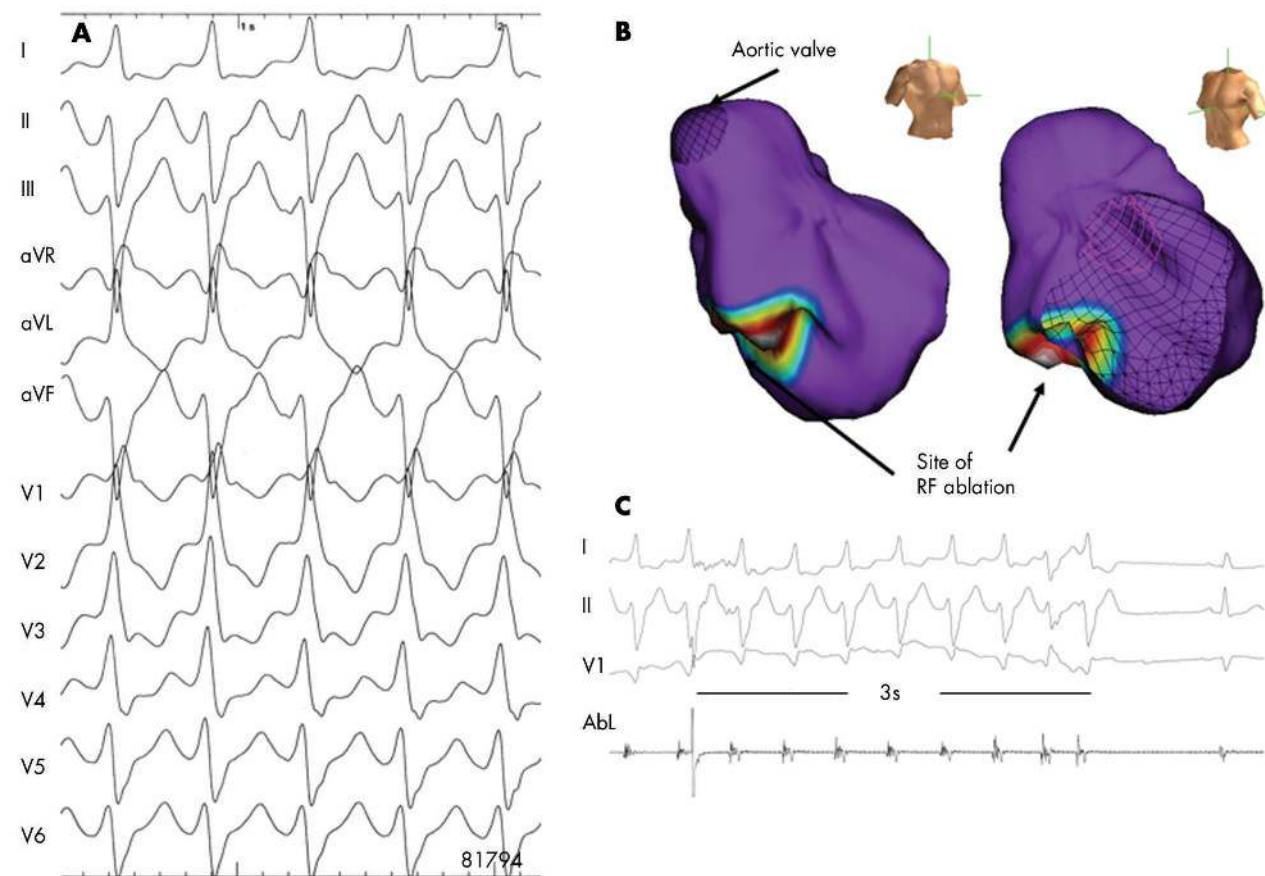 A
1 s
2
I
II
III
aVR
aVL
aVF
V1
V2
V3
V4
V5
V6
81794
B
Aortic valve
Site of
RF ablation
C
I
II
V1
3s
AbL